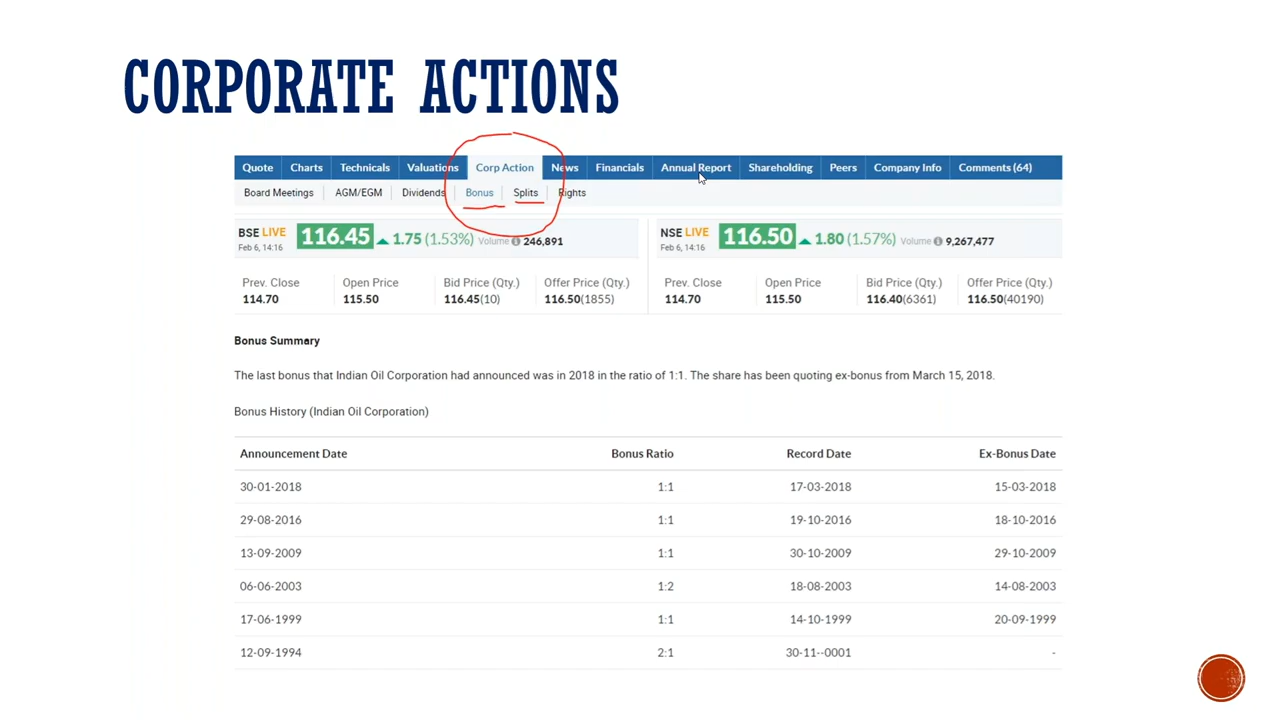 CORPORATE ACTIONS
Quote Charts Technicals Valuations Corp Action News Financials Annual Report Shareholding Peers Company Info Comments (64)
Board Meetings AGM/EGM Dividends Bonus Splits Rights
BSE LIVE 116.45 1.75 (1.53%) Volume 246,891
Feb 6, 14:16
NSE LIVE 116.50 1.80 (1.57%) Volume 9,267,477
Feb 6, 14:16
Prev. Close Open Price Bid Price (Qty.) Offer Price (Qty.) Prev. Close Open Price Bid Price (Qty.) Offer Price (Qty.)
114.70 115.50 116.45(10) 116.50(1855) 114.70 115.50 116.40(6361) 116.50(40190)
Bonus Summary
The last bonus that Indian Oil Corporation had announced was in 2018 in the ratio of 1:1. The share has been quoting ex-bonus from March 15, 2018.
Bonus History (Indian Oil Corporation)
Announcement Date Bonus Ratio Record Date Ex-Bonus Date
30-01-2018 1:1 17-03-2018 15-03-2018
29-08-2016 1:1 19-10-2016 18-10-2016
13-09-2009 1:1 30-10-2009 29-10-2009
06-06-2003 1:2 18-08-2003 14-08-2003
17-06-1999 1:1 14-10-1999 20-09-1999
12-09-1994 2:1 30-11--0001 -